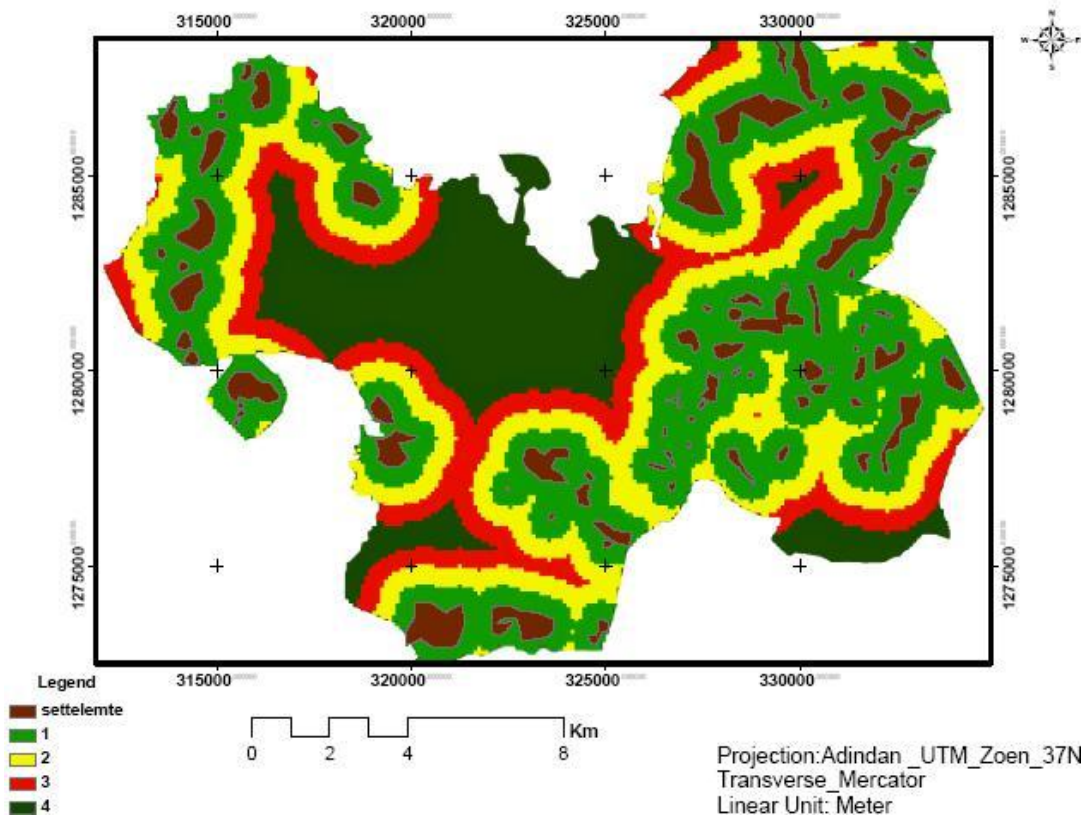 315000 320000 325000 330000
N
W E
S
1285000 1285000
1280000 1280000
1275000 1275000
315000 320000 325000 330000
Legend
settelemte
1
2
3
4
Km
0 2 4 8
Projection:Adindan _UTM_Zoen_37N
Transverse_Mercator
Linear Unit: Meter